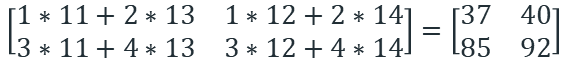 [1 * 11 + 2 * 13   1 * 12 + 2 * 14] = [37   40]
[3 * 11 + 4 * 13   3 * 12 + 4 * 14]   [85   92]